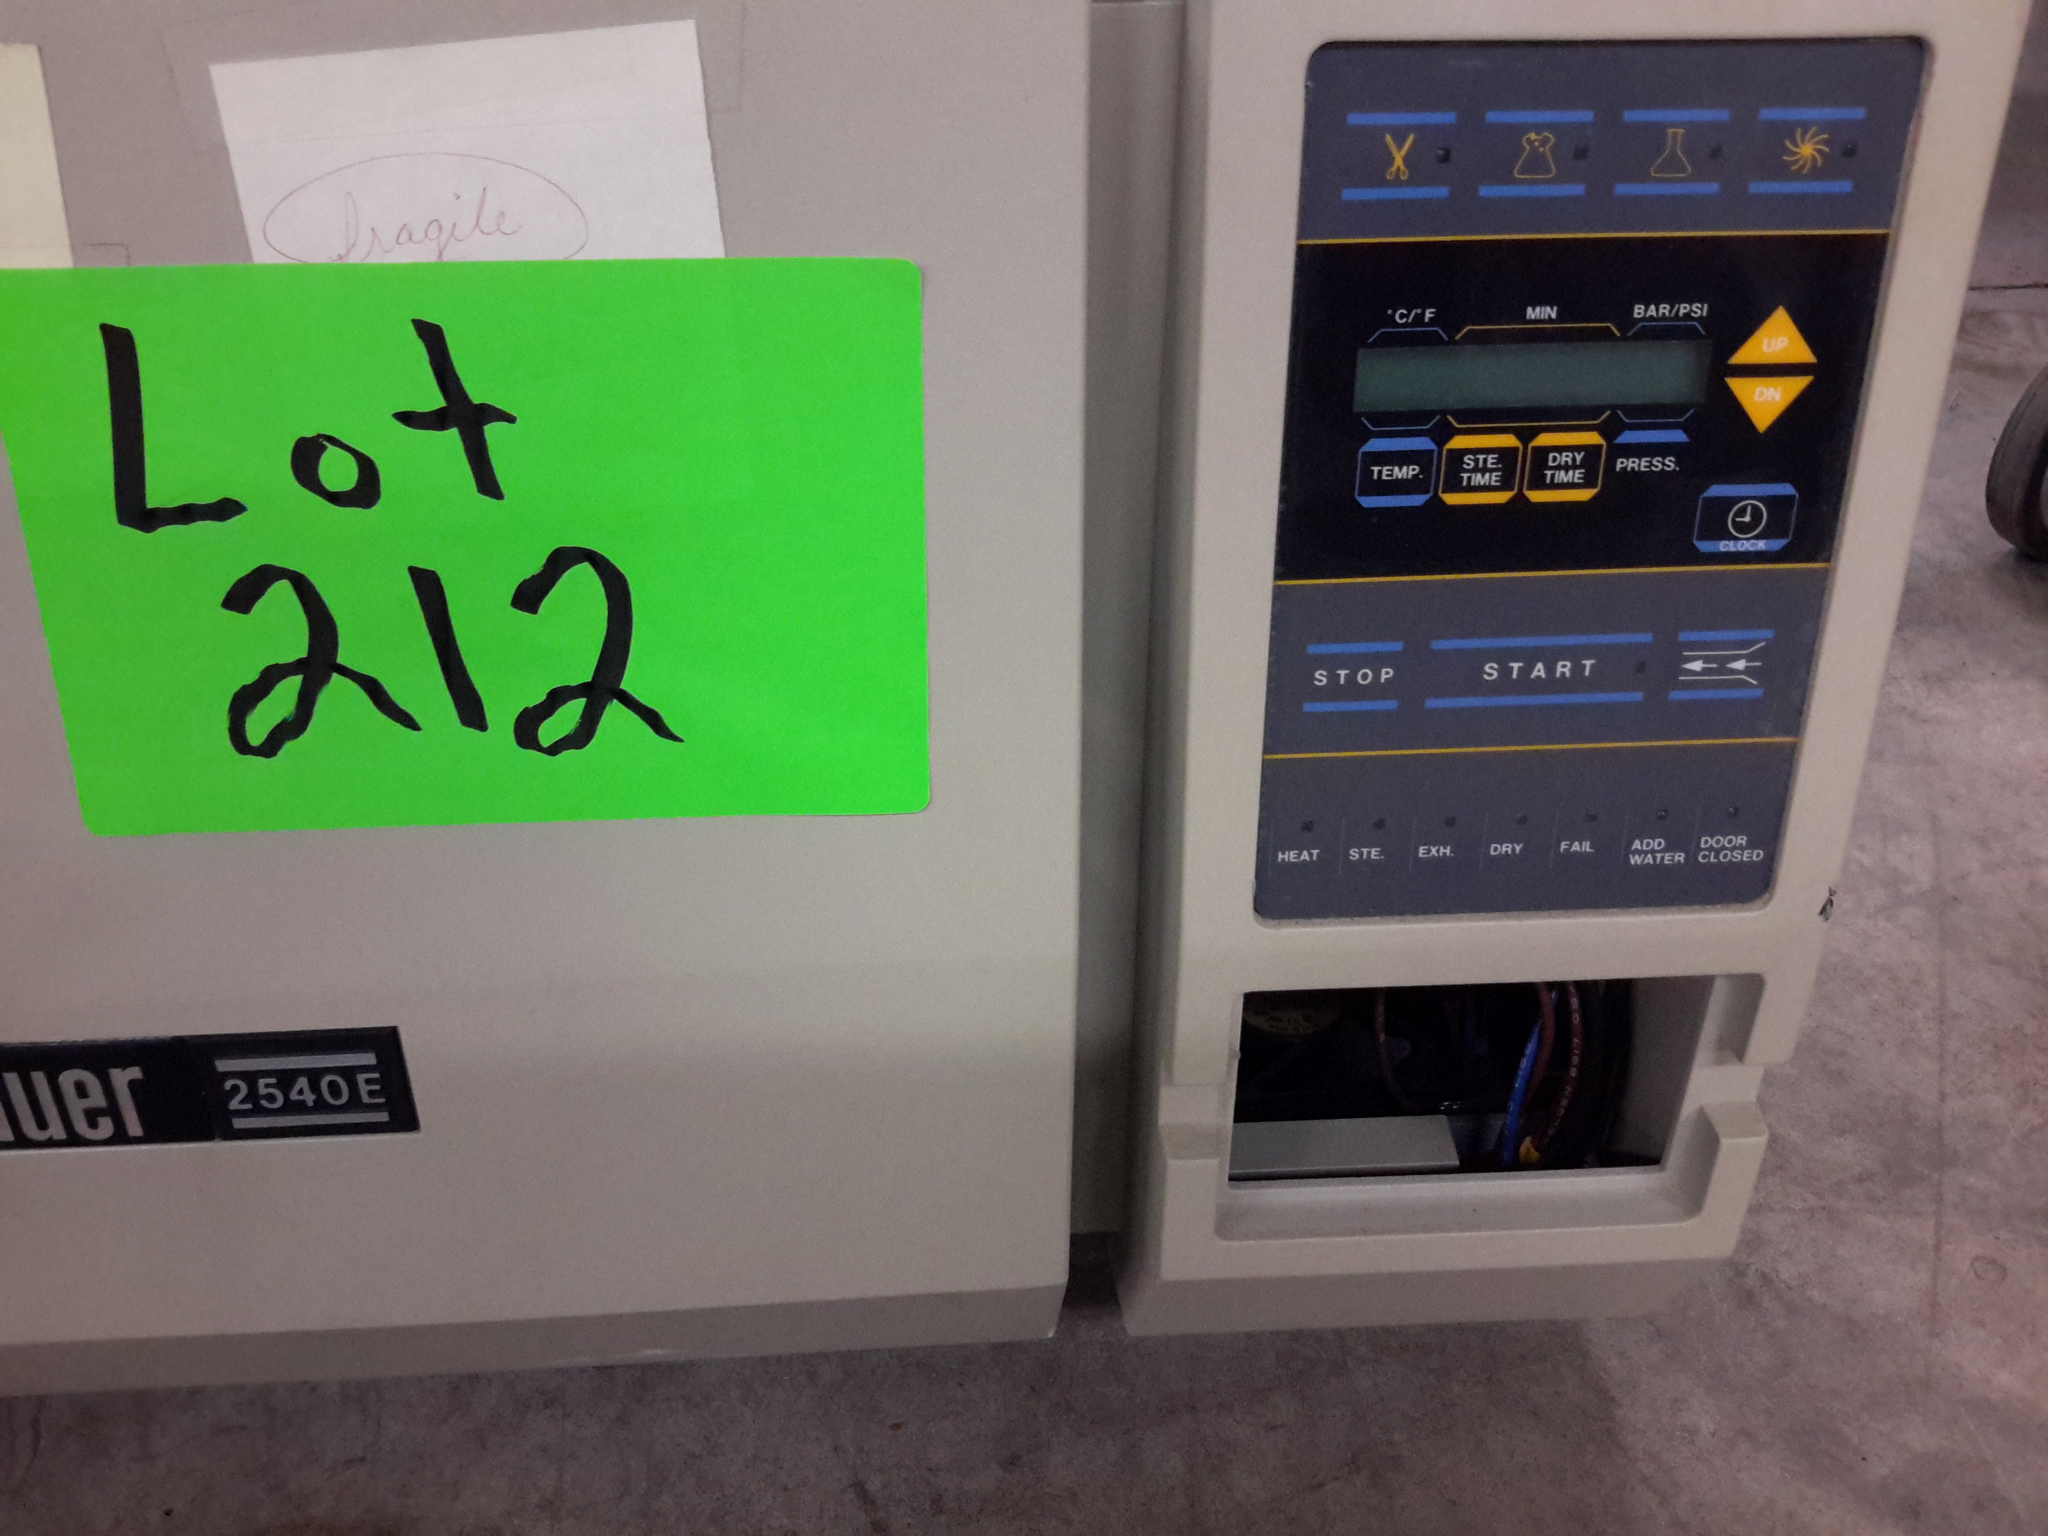 fragile
Lot
212
uer
2540E
°C/°F MIN BAR/PSI
UP
DN
TEMP. STE. TIME DRY TIME PRESS.
CLOCK
STOP START
HEAT STE. EXH. DRY FAIL ADD WATER DOOR CLOSED